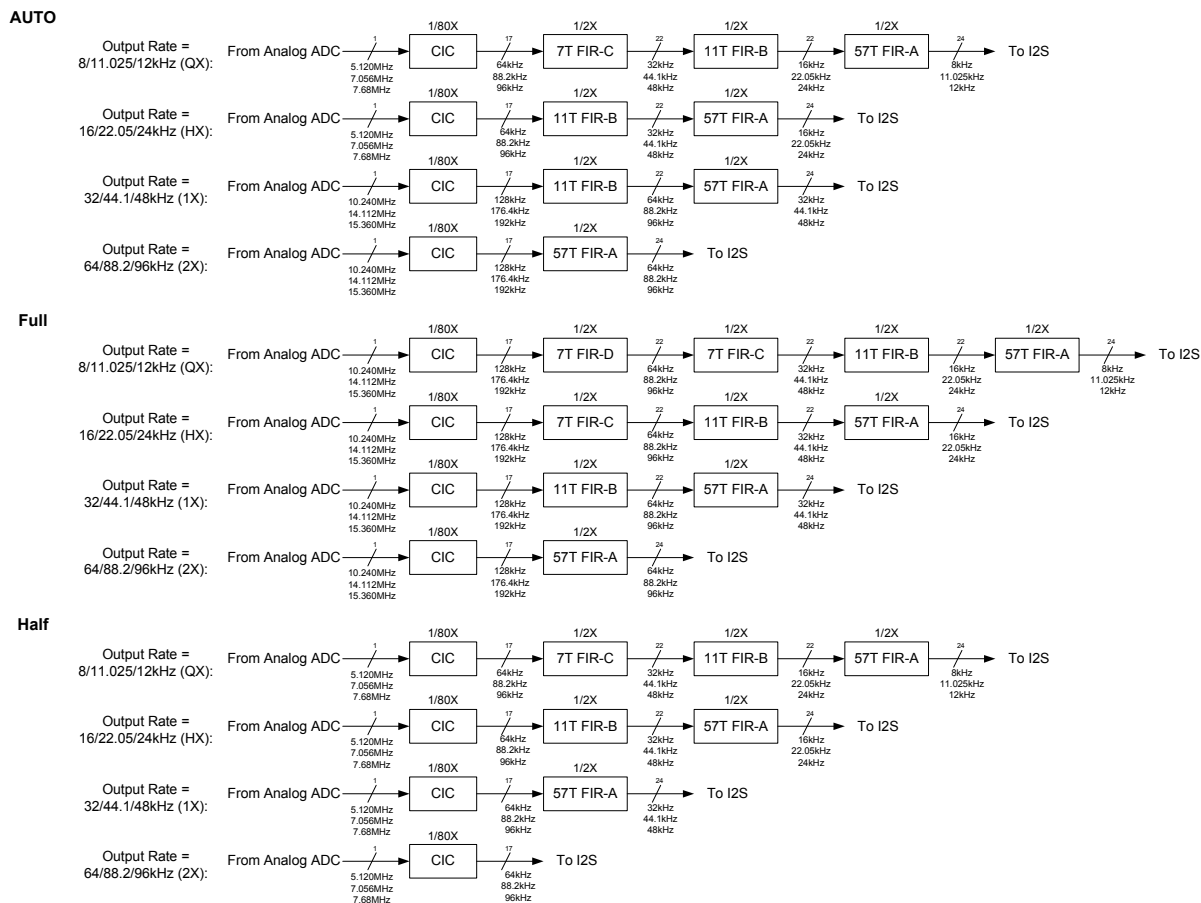 AUTO
1/80X 1/2X 1/2X 1/2X
Output Rate =
8/11.025/12kHz (QX):
From Analog ADC 1 CIC 17 7T FIR-C 22 11T FIR-B 22 57T FIR-A 24 To I2S
5.120MHz 64kHz 32kHz 16kHz 8kHz
7.056MHz 88.2kHz 44.1kHz 22.05kHz 11.025kHz
7.68MHz 96kHz 48kHz 24kHz 12kHz
1/80X 1/2X 1/2X
Output Rate =
16/22.05/24kHz (HX):
From Analog ADC 1 CIC 17 11T FIR-B 22 57T FIR-A 24 To I2S
5.120MHz 64kHz 32kHz 16kHz
7.056MHz 88.2kHz 44.1kHz 22.05kHz
7.68MHz 96kHz 48kHz 24kHz
1/80X 1/2X 1/2X
Output Rate =
32/44.1/48kHz (1X):
From Analog ADC 1 CIC 17 11T FIR-B 22 57T FIR-A 24 To I2S
10.240MHz 128kHz 64kHz 32kHz
14.112MHz 176.4kHz 88.2kHz 44.1kHz
15.360MHz 192kHz 96kHz 48kHz
1/80X 1/2X
Output Rate =
64/88.2/96kHz (2X):
From Analog ADC 1 CIC 17 57T FIR-A 24 To I2S
10.240MHz 128kHz 64kHz
14.112MHz 176.4kHz 88.2kHz
15.360MHz 192kHz 96kHz
Full
1/80X 1/2X 1/2X 1/2X 1/2X
Output Rate =
8/11.025/12kHz (QX):
From Analog ADC 1 CIC 17 7T FIR-D 22 7T FIR-C 22 11T FIR-B 22 57T FIR-A 24 To I2S
10.240MHz 128kHz 64kHz 32kHz 16kHz 8kHz
14.112MHz 176.4kHz 88.2kHz 44.1kHz 22.05kHz 11.025kHz
15.360MHz 192kHz 96kHz 48kHz 24kHz 12kHz
1/80X 1/2X 1/2X 1/2X
Output Rate =
16/22.05/24kHz (HX):
From Analog ADC 1 CIC 17 7T FIR-C 22 11T FIR-B 22 57T FIR-A 24 To I2S
10.240MHz 128kHz 64kHz 32kHz 16kHz
14.112MHz 176.4kHz 88.2kHz 44.1kHz 22.05kHz
15.360MHz 192kHz 96kHz 48kHz 24kHz
1/80X 1/2X 1/2X
Output Rate =
32/44.1/48kHz (1X):
From Analog ADC 1 CIC 17 11T FIR-B 22 57T FIR-A 24 To I2S
10.240MHz 128kHz 64kHz 32kHz
14.112MHz 176.4kHz 88.2kHz 44.1kHz
15.360MHz 192kHz 96kHz 48kHz
1/80X 1/2X
Output Rate =
64/88.2/96kHz (2X):
From Analog ADC 1 CIC 17 57T FIR-A 24 To I2S
10.240MHz 128kHz 64kHz
14.112MHz 176.4kHz 88.2kHz
15.360MHz 192kHz 96kHz
Half
1/80X 1/2X 1/2X 1/2X
Output Rate =
8/11.025/12kHz (QX):
From Analog ADC 1 CIC 17 7T FIR-C 22 11T FIR-B 22 57T FIR-A 24 To I2S
5.120MHz 64kHz 32kHz 16kHz 8kHz
7.056MHz 88.2kHz 44.1kHz 22.05kHz 11.025kHz
7.68MHz 96kHz 48kHz 24kHz 12kHz
1/80X 1/2X 1/2X
Output Rate =
16/22.05/24kHz (HX):
From Analog ADC 1 CIC 17 11T FIR-B 22 57T FIR-A 24 To I2S
5.120MHz 64kHz 32kHz 16kHz
7.056MHz 88.2kHz 44.1kHz 22.05kHz
7.68MHz 96kHz 48kHz 24kHz
1/80X 1/2X
Output Rate =
32/44.1/48kHz (1X):
From Analog ADC 1 CIC 17 57T FIR-A 24 To I2S
5.120MHz 64kHz 32kHz
7.056MHz 88.2kHz 44.1kHz
7.68MHz 96kHz 48kHz
1/80X
Output Rate =
64/88.2/96kHz (2X):
From Analog ADC 1 CIC 17 To I2S
5.120MHz 64kHz
7.056MHz 88.2kHz
7.68MHz 96kHz